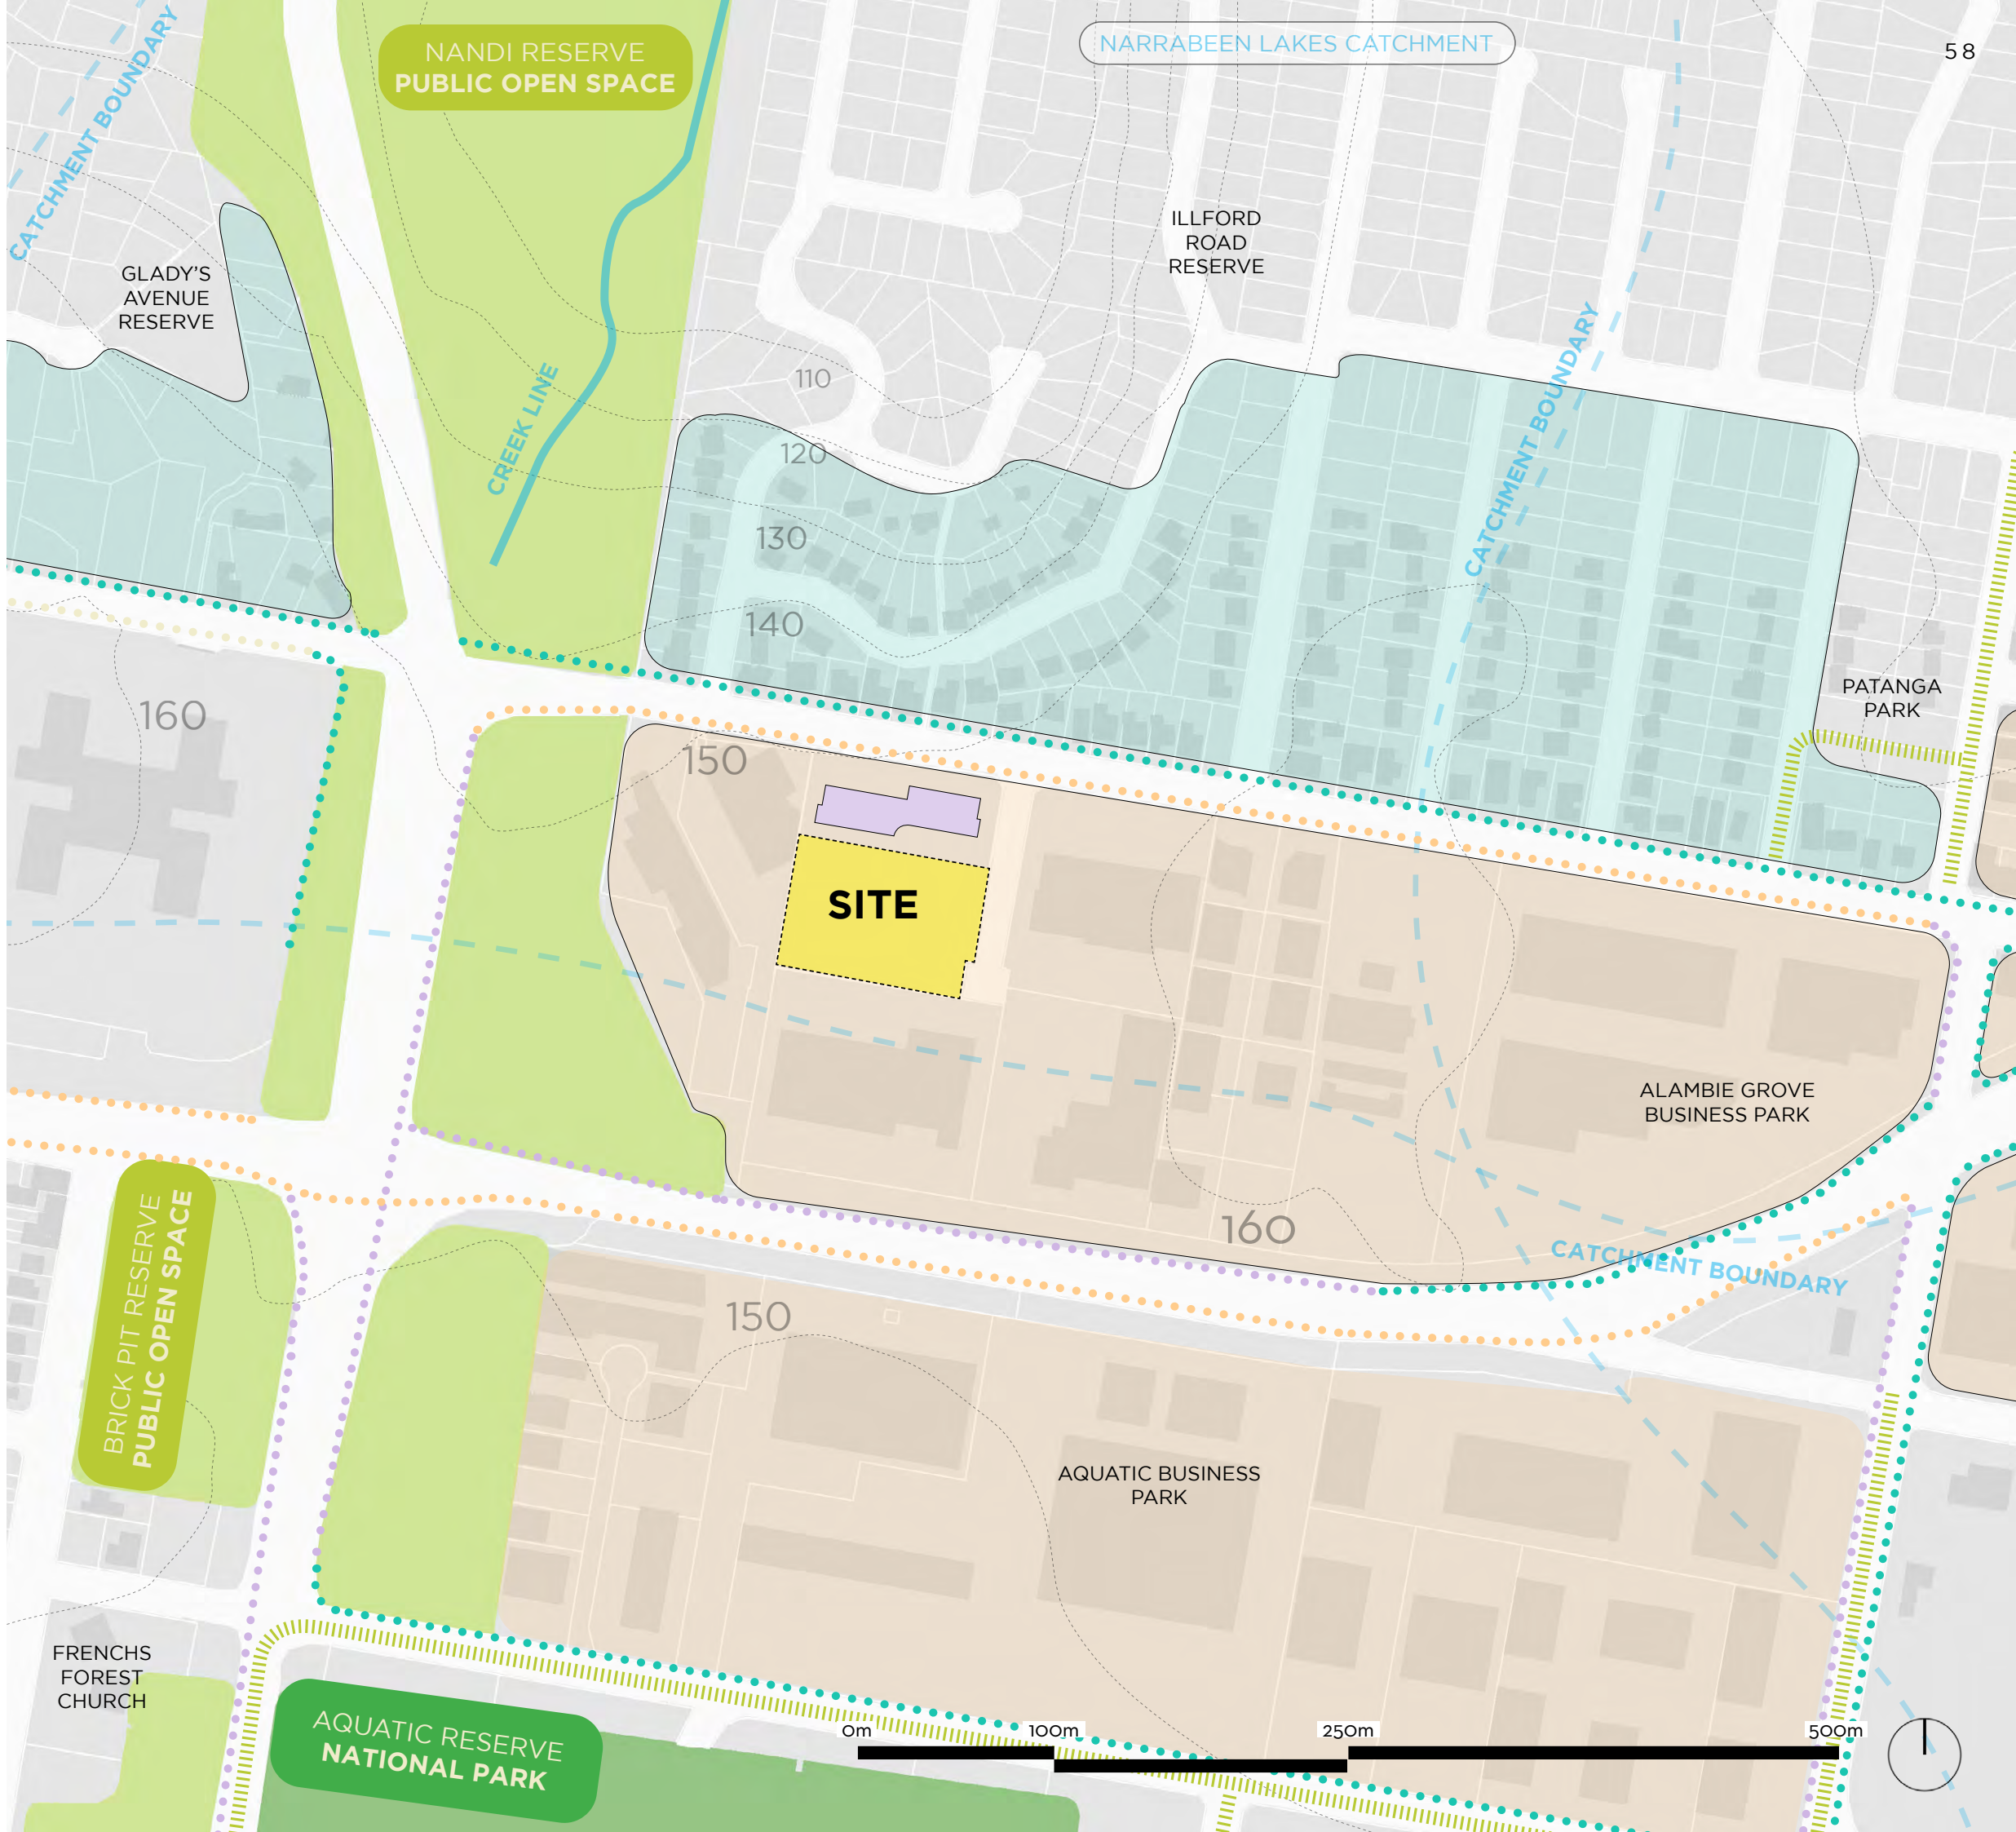 NANDI RESERVE
PUBLIC OPEN SPACE
NARRABEEN LAKES CATCHMENT
58
CATCHMENT BOUNDARY
GLADY'S
AVENUE
RESERVE
ILLFORD
ROAD
RESERVE
CREEK LINE
CATCHMENT BOUNDARY
110
120
130
140
PATANGA
PARK
160
150
SITE
ALAMBIE GROVE
BUSINESS PARK
160
CATCHMENT BOUNDARY
BRICK PIT RESERVE
PUBLIC OPEN SPACE
150
AQUATIC BUSINESS
PARK
FRENCHS
FOREST
CHURCH
AQUATIC RESERVE
NATIONAL PARK
0m 100m 250m 500m